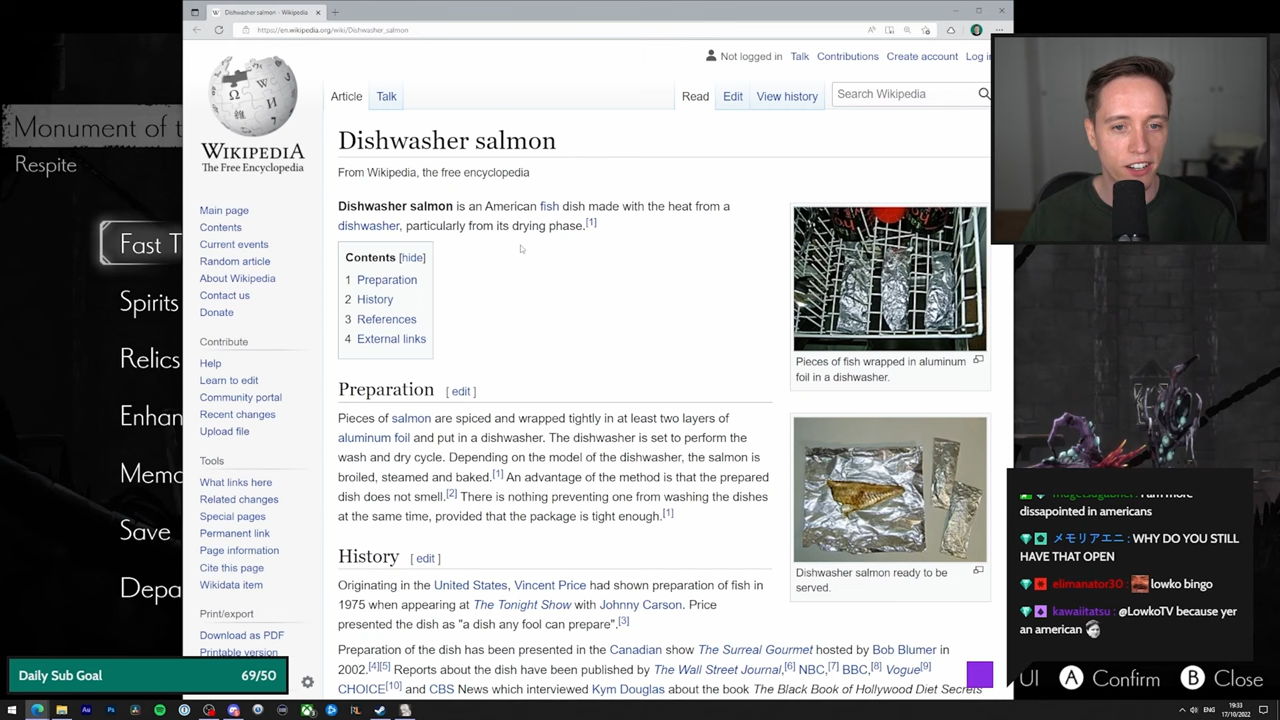 Dishwasher salmon - Wikipedia
https://en.wikipedia.org/wiki/Dishwasher_salmon
Not logged in Talk Contributions Create account Log in
Article Talk Read Edit View history Search Wikipedia
WIKIPEDIA
The Free Encyclopedia
Main page
Contents
Current events
Random article
About Wikipedia
Contact us
Donate
Contribute
Help
Learn to edit
Community portal
Recent changes
Upload file
Tools
What links here
Related changes
Special pages
Permanent link
Page information
Cite this page
Wikidata item
Print/export
Download as PDF
Printable version
Dishwasher salmon
From Wikipedia, the free encyclopedia
Dishwasher salmon is an American fish dish made with the heat from a
dishwasher, particularly from its drying phase.[1]
Contents [hide]
1 Preparation
2 History
3 References
4 External links
Preparation [ edit ]
Pieces of salmon are spiced and wrapped tightly in at least two layers of
aluminum foil and put in a dishwasher. The dishwasher is set to perform the
wash and dry cycle. Depending on the model of the dishwasher, the salmon is
broiled, steamed and baked.[1] An advantage of the method is that the prepared
dish does not smell.[2] There is nothing preventing one from washing the dishes
at the same time, provided that the package is tight enough.[1]
History [ edit ]
Originating in the United States, Vincent Price had shown preparation of fish in
1975 when appearing at The Tonight Show with Johnny Carson. Price
presented the dish as "a dish any fool can prepare".[3]
Preparation of the dish has been presented in the Canadian show The Surreal Gourmet hosted by Bob Blumer in
2002.[4][5] Reports about the dish have been published by The Wall Street Journal,[6] NBC,[7] BBC,[8] Vogue[9]
CHOICE[10] and CBS News which interviewed Kym Douglas about the book The Black Book of Hollywood Diet Secrets
Pieces of fish wrapped in aluminum
foil in a dishwasher.
Dishwasher salmon ready to be
served.
Monument of t
Respite
Fast T
Spirits
Relics
Enhan
Memo
Save
Depa
Daily Sub Goal 69/50
I am more
dissapointed in americans
メモリアエニ : WHY DO YOU STILL
HAVE THAT OPEN
elimanator30 : lowko bingo
kawaiitatsu : @LowkoTV because yer
an american
UI A Confirm B Close
ENG
19:33
17/10/2022